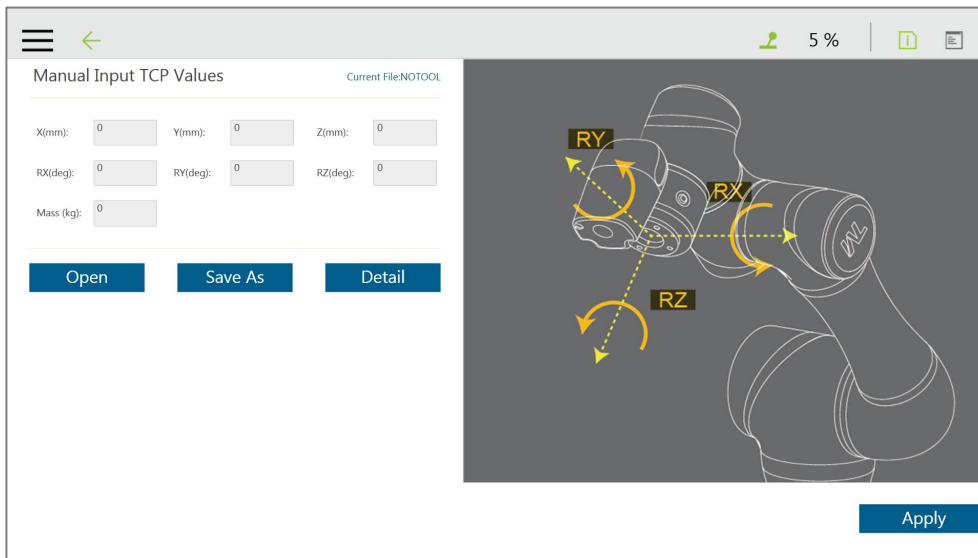 5 %
Manual Input TCP Values
Current File:NOTOOL
X(mm): 0 Y(mm): 0 Z(mm): 0
RX(deg): 0 RY(deg): 0 RZ(deg): 0
Mass (kg): 0
Open Save As Detail
RY
RX
RZ
TM
Apply